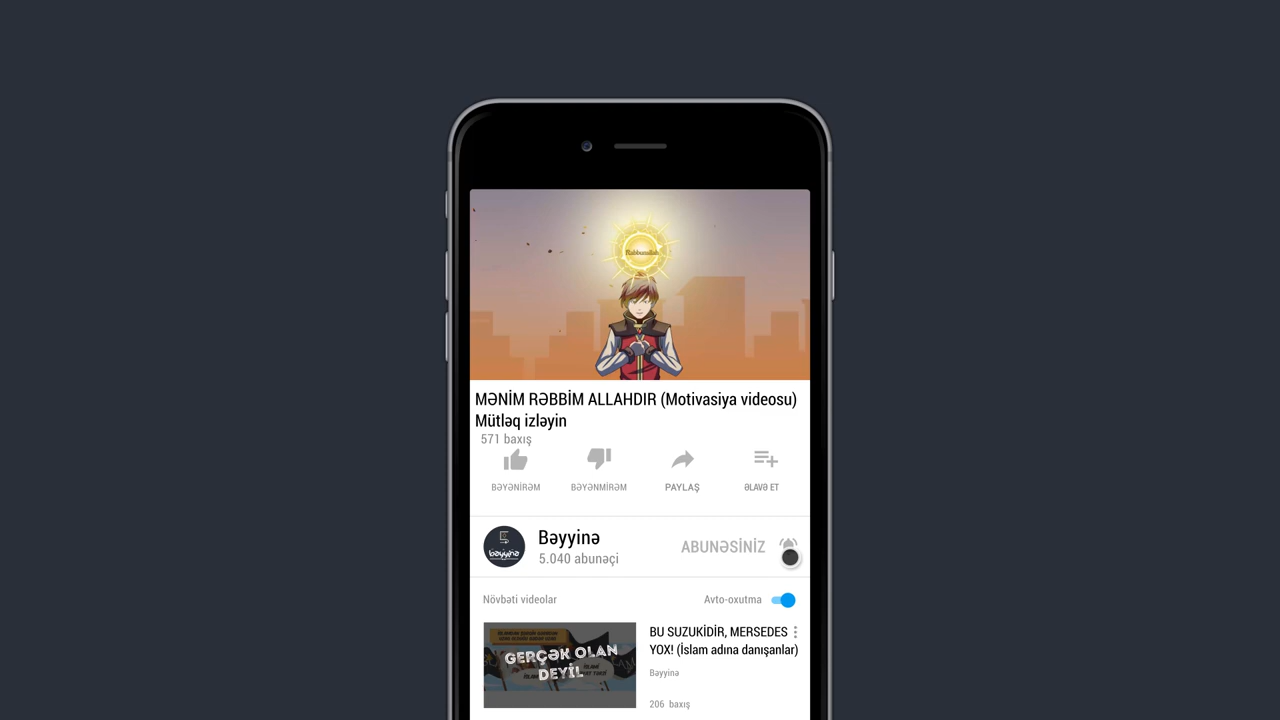 Rabbunallah
MƏNİM RƏBBİM ALLAHDIR (Motivasiya videosu)
Mütləq izləyin
571 baxış
BƏYƏNİRƏM BƏYƏNMİRƏM PAYLAŞ ƏLAVƏ ET
bəyyinə
Bəyyinə
5.040 abunəçi
ABUNƏSİNİZ
Növbəti videolar
Avto-oxutma
GERÇƏK OLAN
DEYİL
BU SUZUKİDİR, MERSEDES
YOX! (İslam adına danışanlar)
Bəyyinə
206 baxış